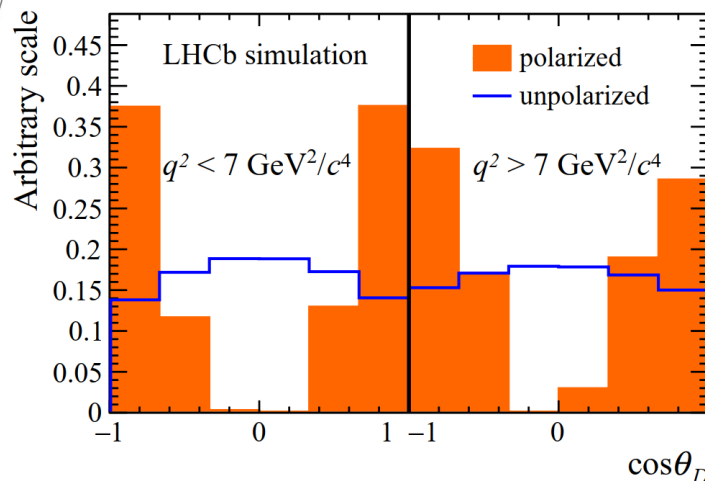 Arbitrary scale
0.45
0.4
0.35
0.3
0.25
0.2
0.15
0.1
0.05
0
LHCb simulation
polarized
unpolarized
q² < 7 GeV²/c⁴
q² > 7 GeV²/c⁴
−1 0 1 −1 0
cosθ_D